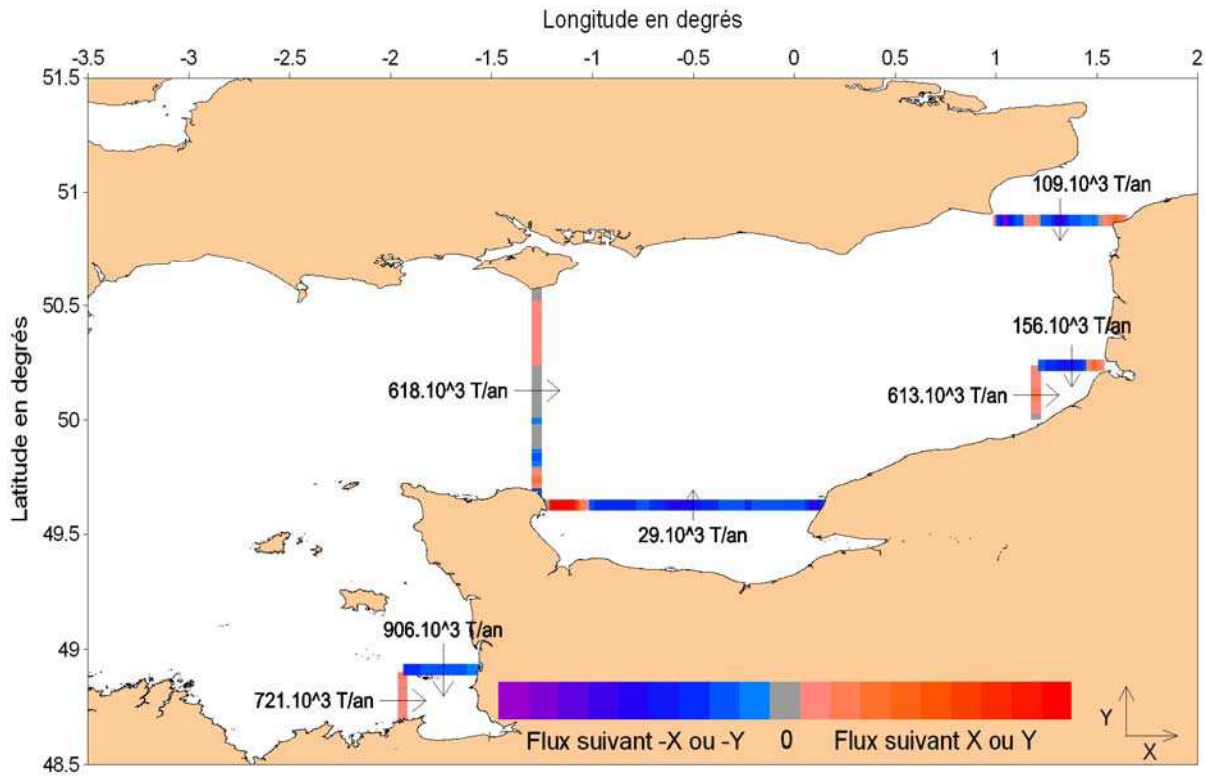 Longitude en degrés
-3.5 -3 -2.5 -2 -1.5 -1 -0.5 0 0.5 1 1.5 2
51.5
51
50.5
50
49.5
49
48.5
Latitude en degrés
109.10^3 T/an
156.10^3 T/an
618.10^3 T/an
613.10^3 T/an
29.10^3 T/an
906.10^3 T/an
721.10^3 T/an
Flux suivant -X ou -Y 0 Flux suivant X ou Y
Y
X